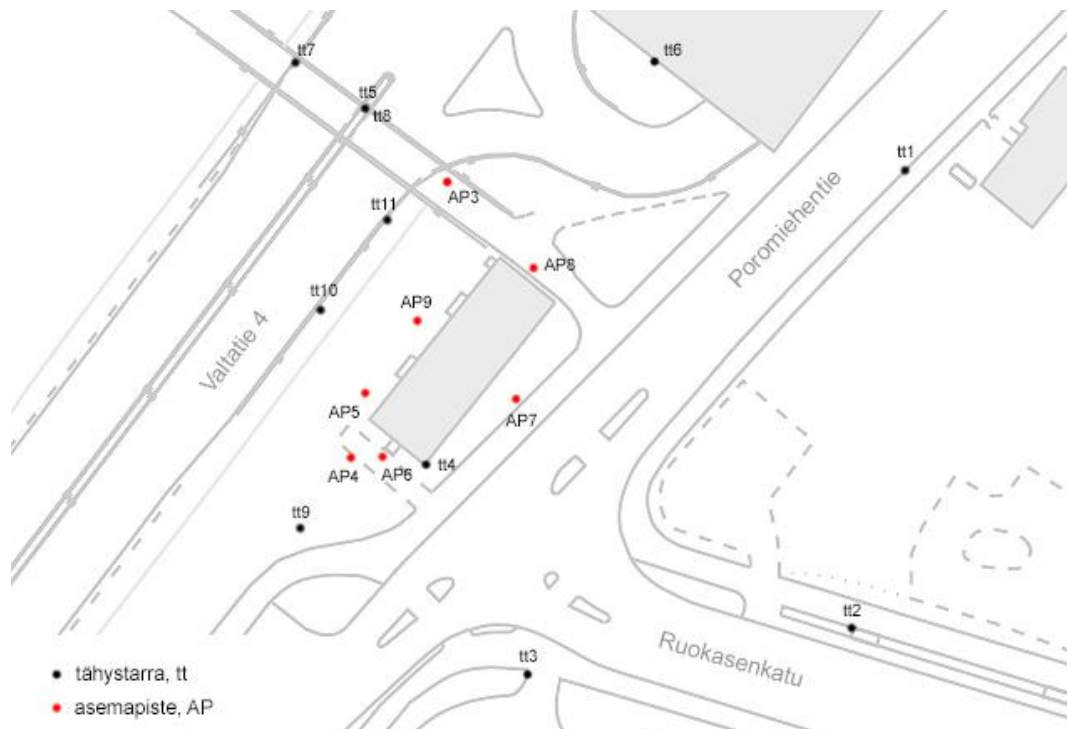 tt7
tt6
tt5
tt8
tt1
AP3
tt11
Poromiehentie
AP8
tt10
AP9
Valtatie 4
AP5
AP7
tt4
AP4
AP6
tt9
tt2
Ruokasenkatu
tt3
tähystarra, tt
asemapiste, AP